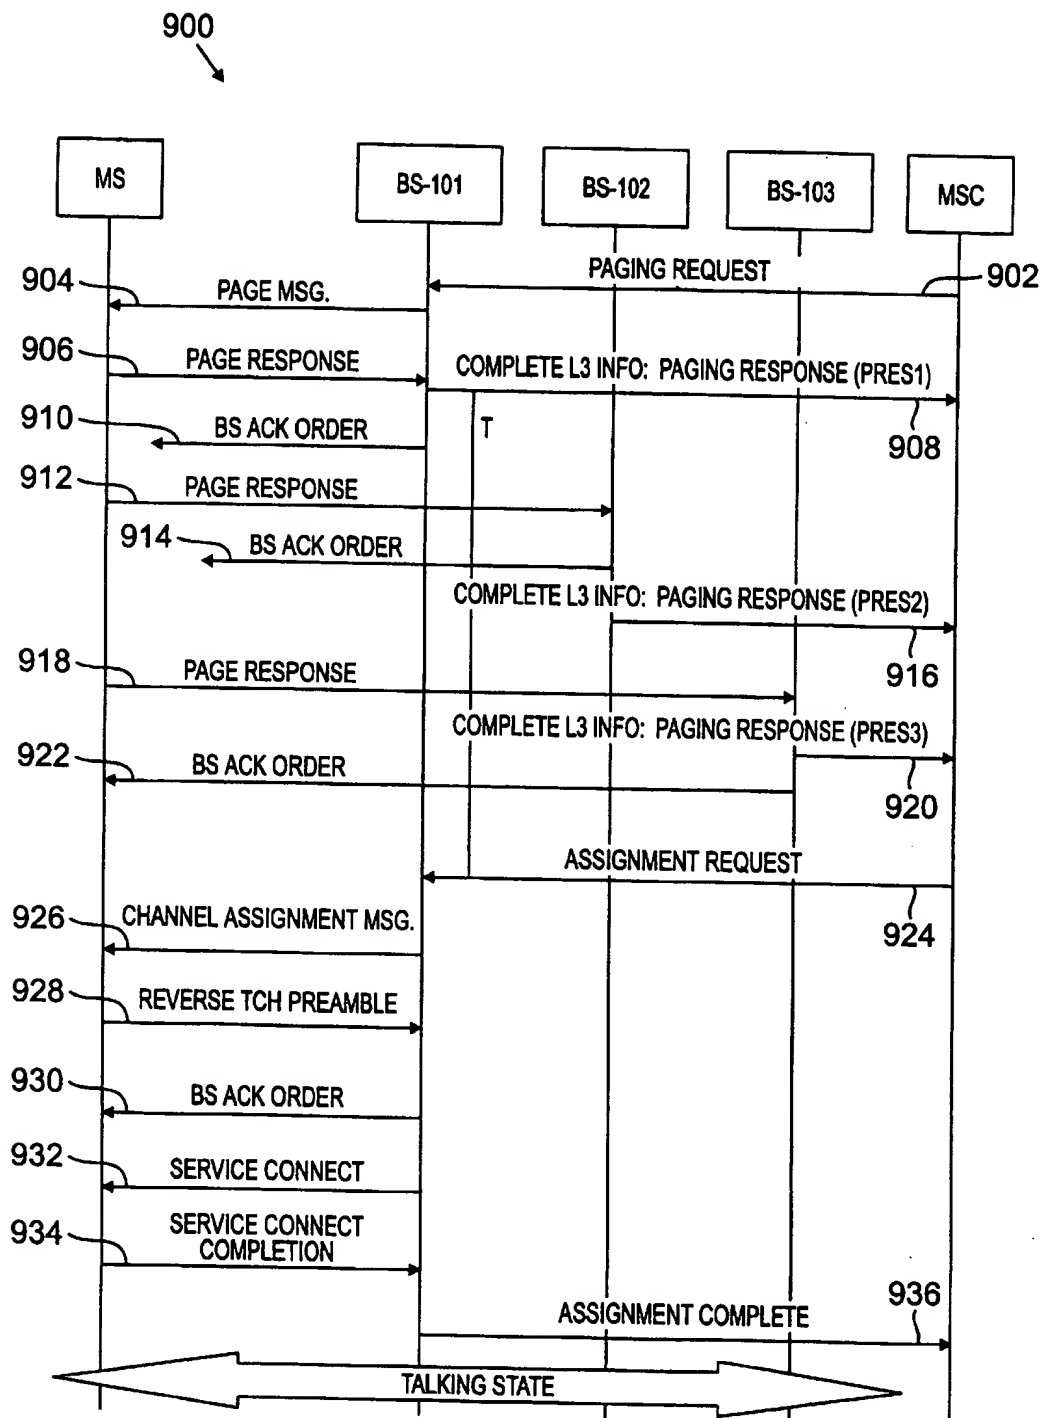 900
MS
BS-101
BS-102
BS-103
MSC
PAGING REQUEST
902
904
PAGE MSG.
906
PAGE RESPONSE
COMPLETE L3 INFO: PAGING RESPONSE (PRES1)
908
910
BS ACK ORDER
T
912
PAGE RESPONSE
914
BS ACK ORDER
COMPLETE L3 INFO: PAGING RESPONSE (PRES2)
916
918
PAGE RESPONSE
COMPLETE L3 INFO: PAGING RESPONSE (PRES3)
920
922
BS ACK ORDER
ASSIGNMENT REQUEST
924
926
CHANNEL ASSIGNMENT MSG.
928
REVERSE TCH PREAMBLE
930
BS ACK ORDER
932
SERVICE CONNECT
934
SERVICE CONNECT
COMPLETION
936
ASSIGNMENT COMPLETE
TALKING STATE